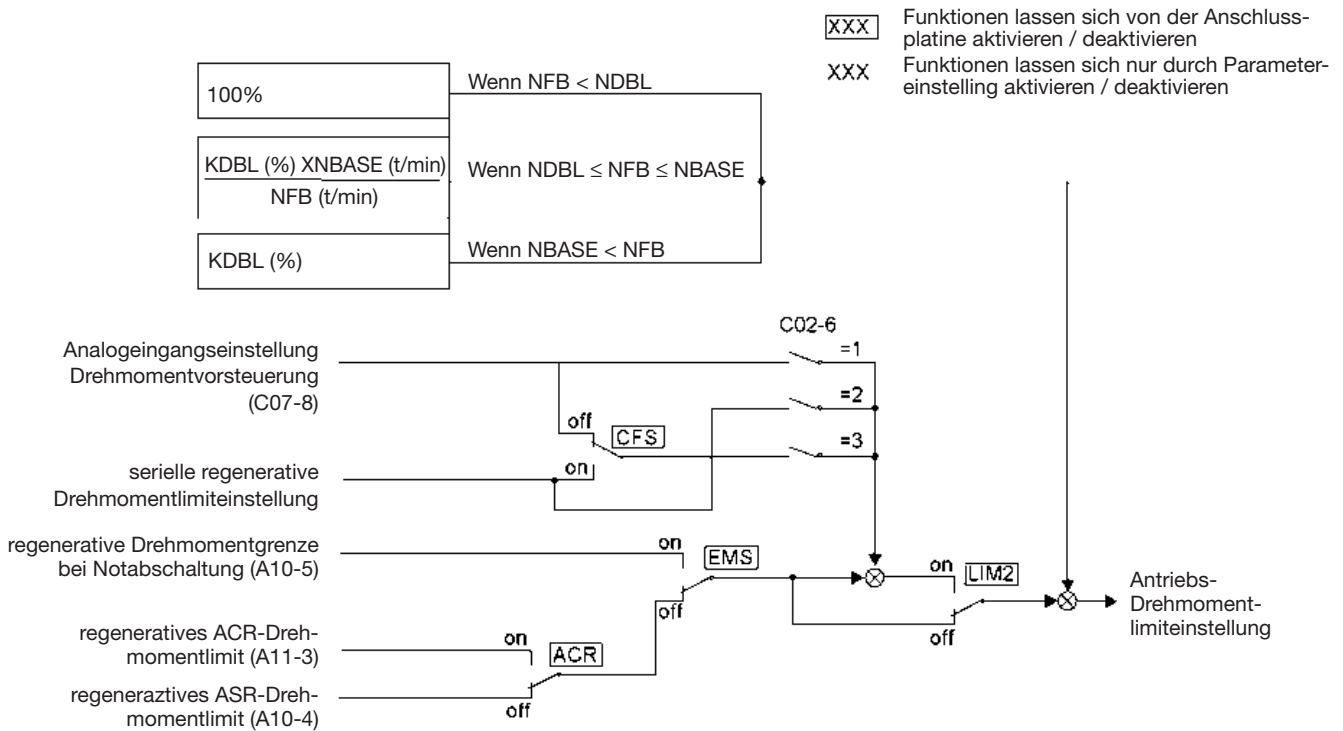 XXX Funktionen lassen sich von der Anschluss-
platine aktivieren / deaktivieren
XXX Funktionen lassen sich nur durch Parameter-
einstelling aktivieren / deaktivieren
100%
Wenn NFB < NDBL
KDBL (%) XNBASE (t/min)
NFB (t/min)
Wenn NDBL ≤ NFB ≤ NBASE
KDBL (%)
Wenn NBASE < NFB
C02-6
Analogeingangseinstellung
Drehmomentvorsteuerung
(C07-8)
=1
=2
=3
off
CFS
on
serielle regenerative
Drehmomentlimiteinstellung
regenerative Drehmomentgrenze
bei Notabschaltung (A10-5)
on
EMS
off
on
LIM2
off
Antriebs-
Drehmoment-
limiteinstellung
regeneratives ACR-Dreh-
momentlimit (A11-3)
on
ACR
off
regeneraztives ASR-Dreh-
momentlimit (A10-4)